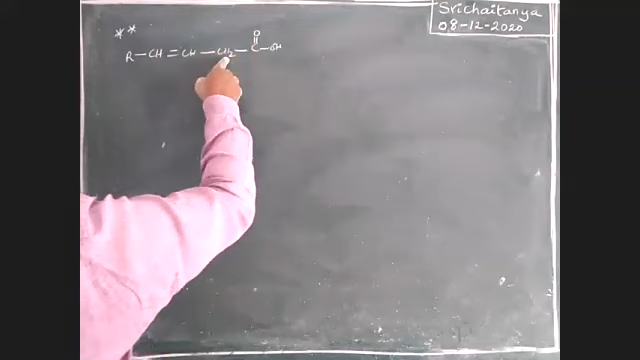 Srichaitanya
08-12-2020
**
O
R-CH=CH-CH2-C-OH